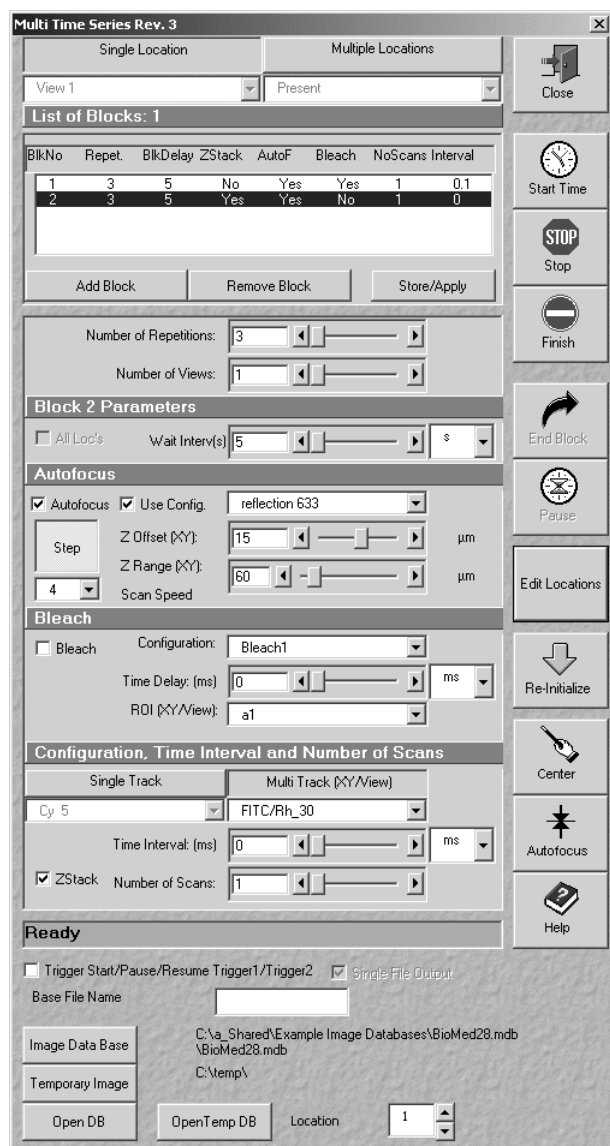 Multi Time Series Rev. 3
Single Location Multiple Locations
View 1 Present
List of Blocks: 1
BlkNo Repet. BlkDelay ZStack AutoF Bleach NoScans Interval
1 3 5 No Yes Yes 1 0.1
2 3 5 Yes Yes No 1 0
Add Block Remove Block Store/Apply
Number of Repetitions: 3
Number of Views: 1
Block 2 Parameters
All Loc's Wait Interv(s) 5 s
Autofocus
Autofocus Use Config. reflection 633
Step Z Offset (XY): 15 µm
Z Range (XY): 60 µm
4 Scan Speed
Bleach
Bleach Configuration: Bleach1
Time Delay: (ms) 0 ms
ROI (XY/View): a1
Configuration, Time Interval and Number of Scans
Single Track Multi Track (XY/View)
Cy 5 FITC/Rh_30
Time Interval: (ms) 0 ms
ZStack Number of Scans: 1
Ready
Trigger Start/Pause/Resume Trigger1/Trigger2 Single File Output
Base File Name
Image Data Base C:\a_Shared\Example Image Databases\BioMed28.mdb
\BioMed28.mdb
Temporary Image C:\temp\
Open DB OpenTemp DB Location 1
Close
Start Time
STOP
Stop
Finish
End Block
Pause
Edit Locations
Re-Initialize
Center
Autofocus
Help